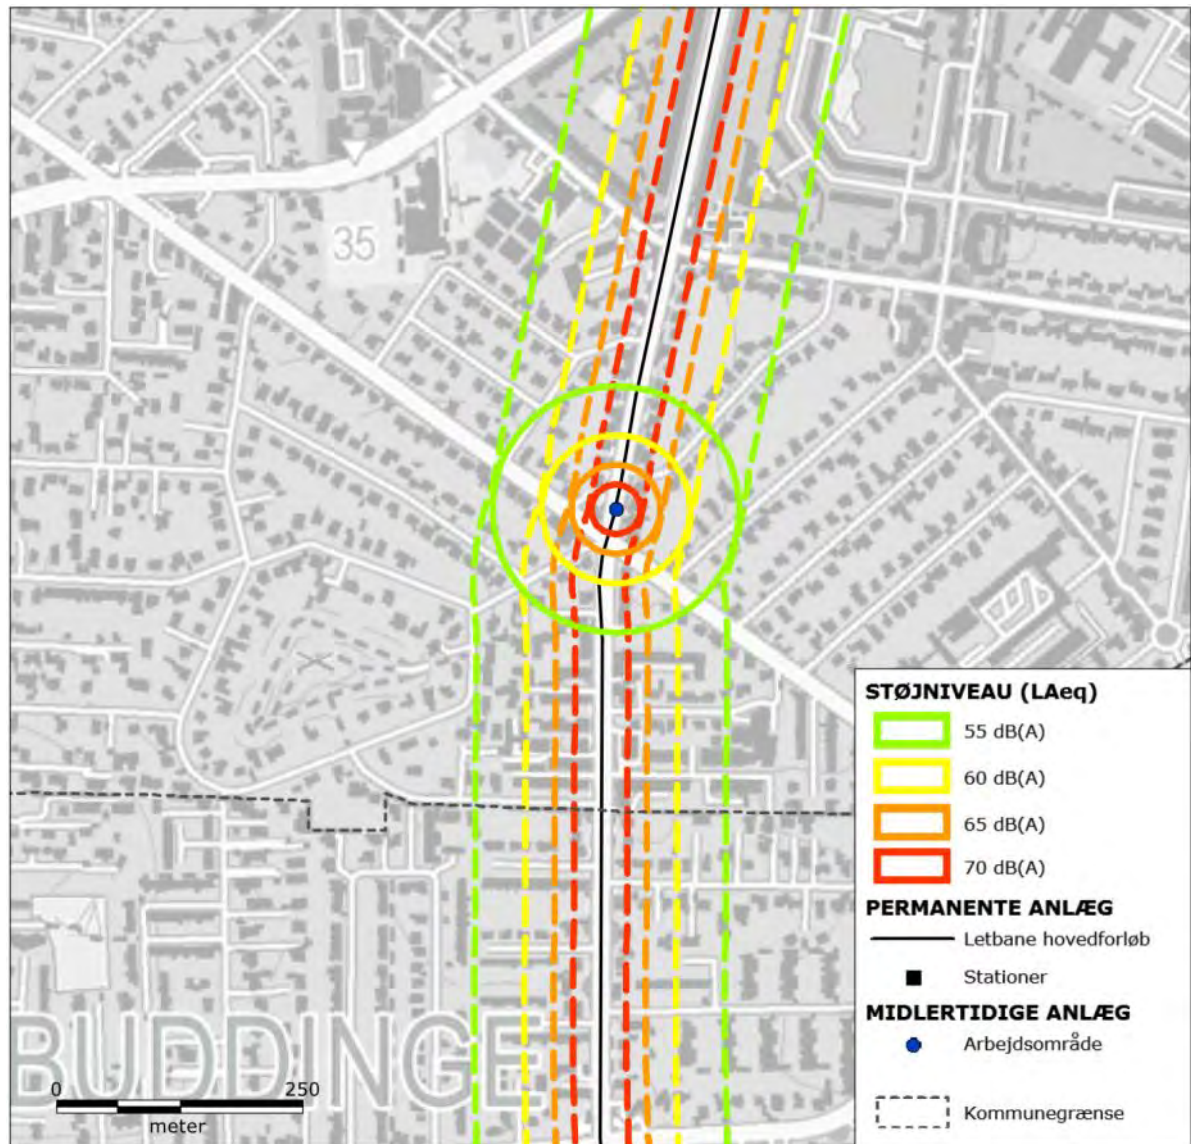 35
STØJNIVEAU (LAeq)
55 dB(A)
60 dB(A)
65 dB(A)
70 dB(A)
PERMANENTE ANLÆG
Letbane hovedforløb
Stationer
MIDLERTIDIGE ANLÆG
Arbejdsområde
Kommunegrænse
BUDDINGE
0 250
meter